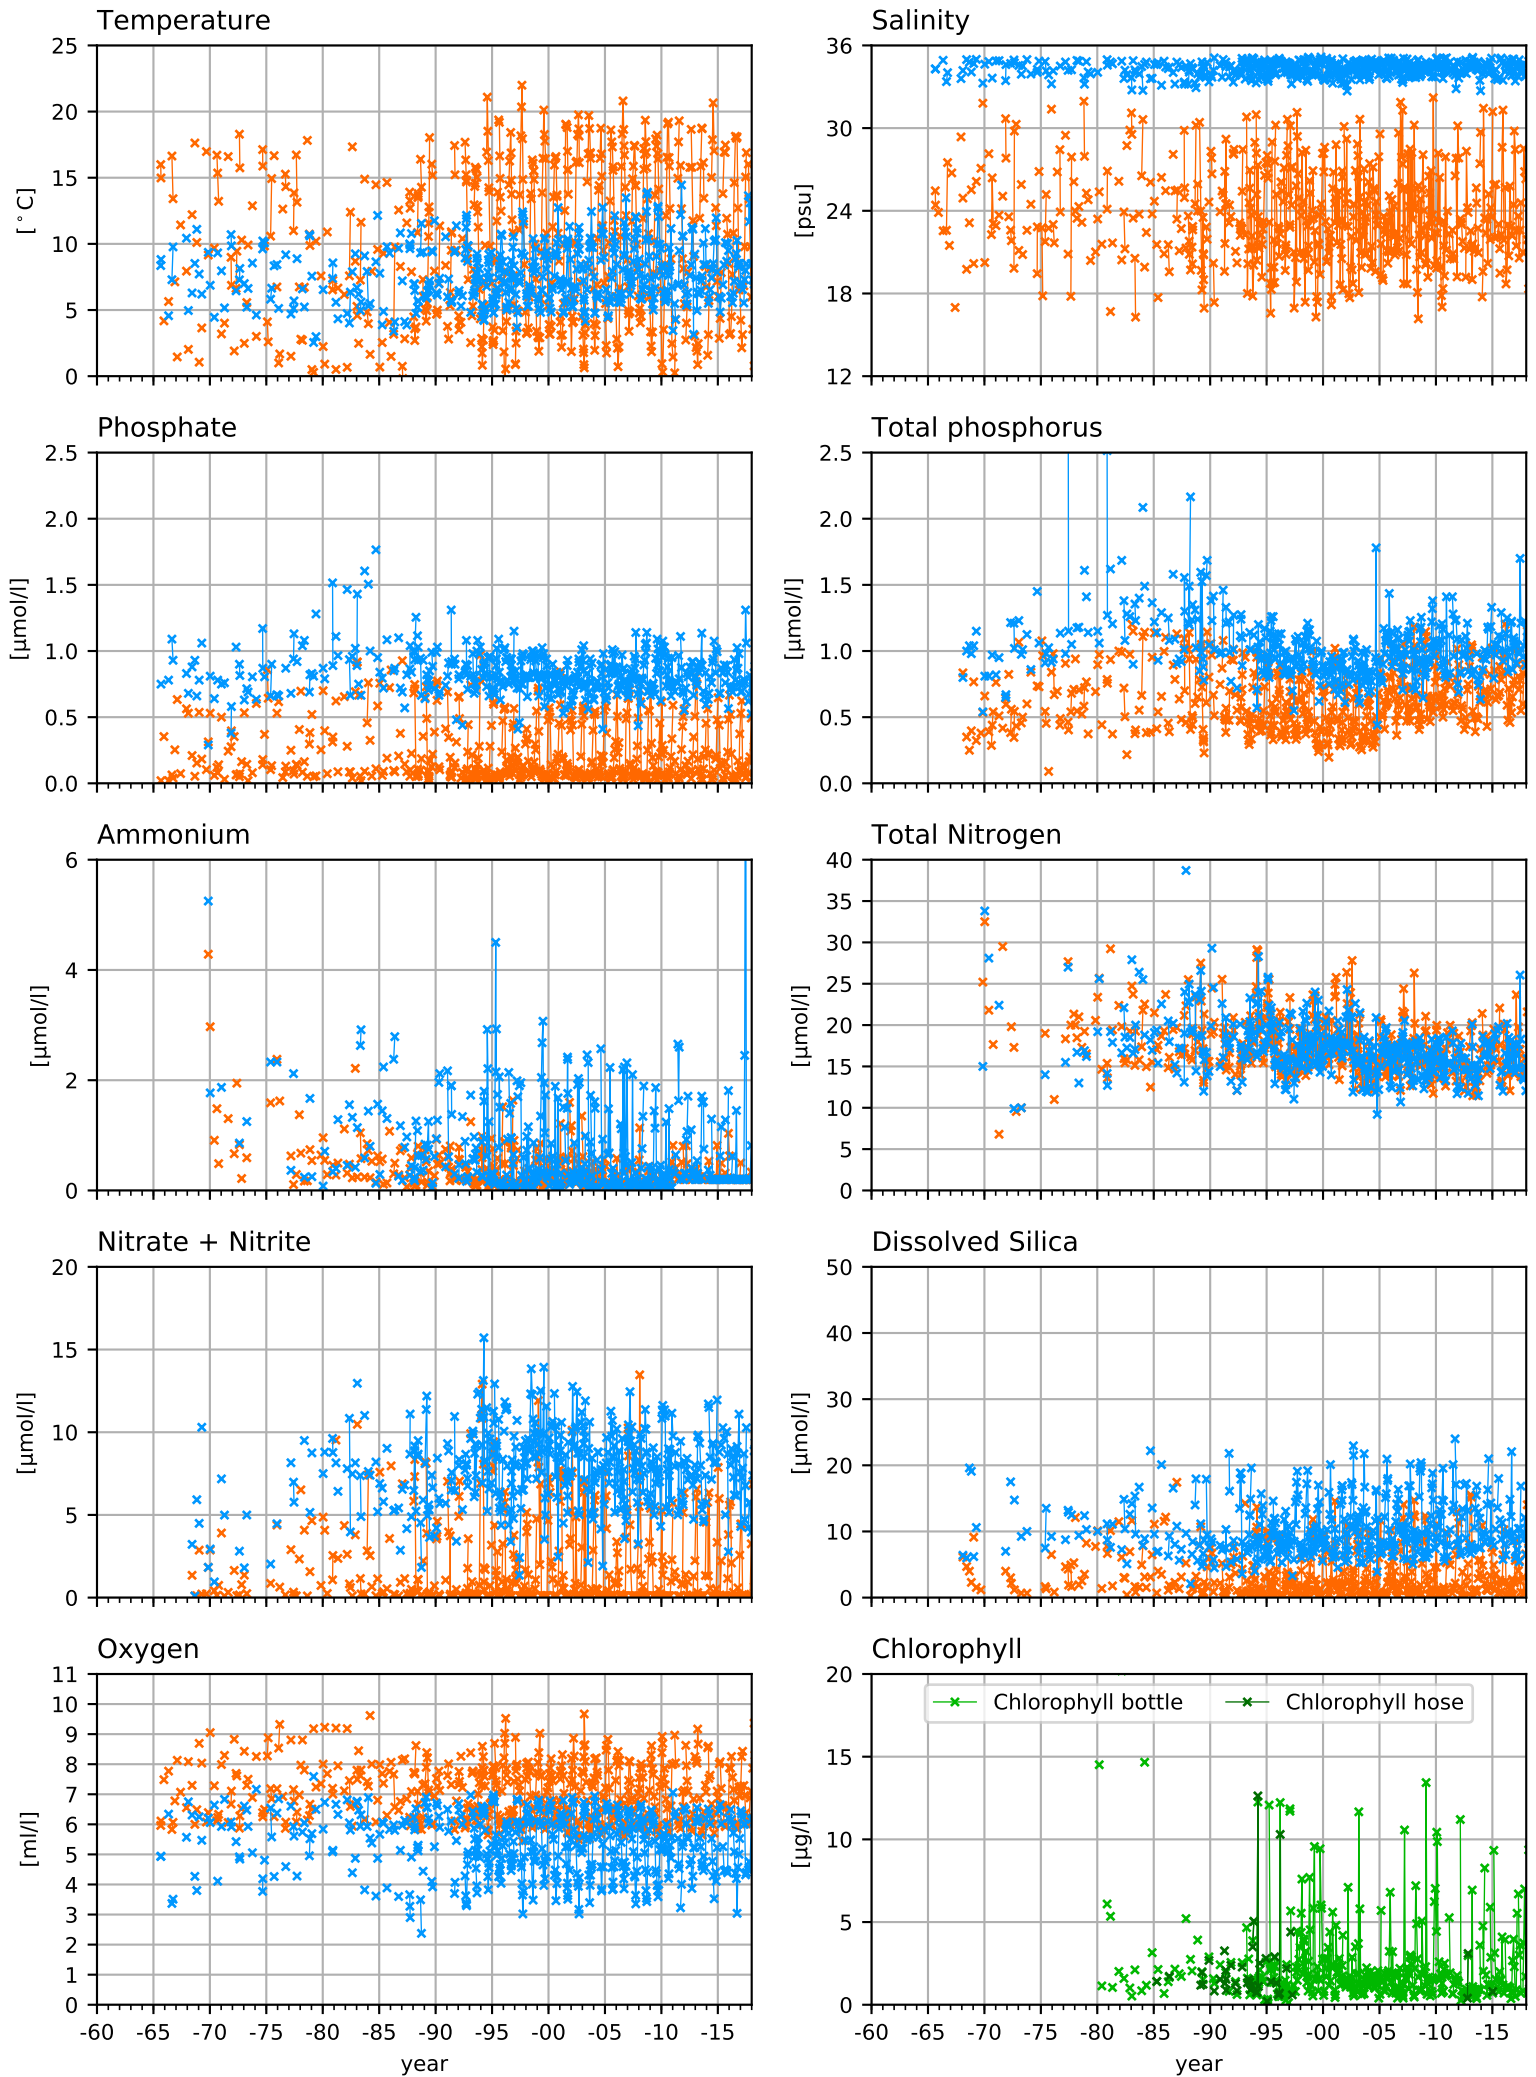 Temperature
25
20
15
10
5
0
[°C]
Salinity
36
30
24
18
12
[psu]
Phosphate
2.5
2.0
1.5
1.0
0.5
0.0
[µmol/l]
Total phosphorus
2.5
2.0
1.5
1.0
0.5
0.0
[µmol/l]
Ammonium
6
4
2
0
[µmol/l]
Total Nitrogen
40
35
30
25
20
15
10
5
0
[µmol/l]
Nitrate + Nitrite
20
15
10
5
0
[µmol/l]
Dissolved Silica
50
40
30
20
10
0
[µmol/l]
Oxygen
11
10
9
8
7
6
5
4
3
2
1
0
[ml/l]
-60 -65 -70 -75 -80 -85 -90 -95 -00 -05 -10 -15
year
Chlorophyll
Chlorophyll bottle Chlorophyll hose
20
15
10
5
0
[µg/l]
-60 -65 -70 -75 -80 -85 -90 -95 -00 -05 -10 -15
year